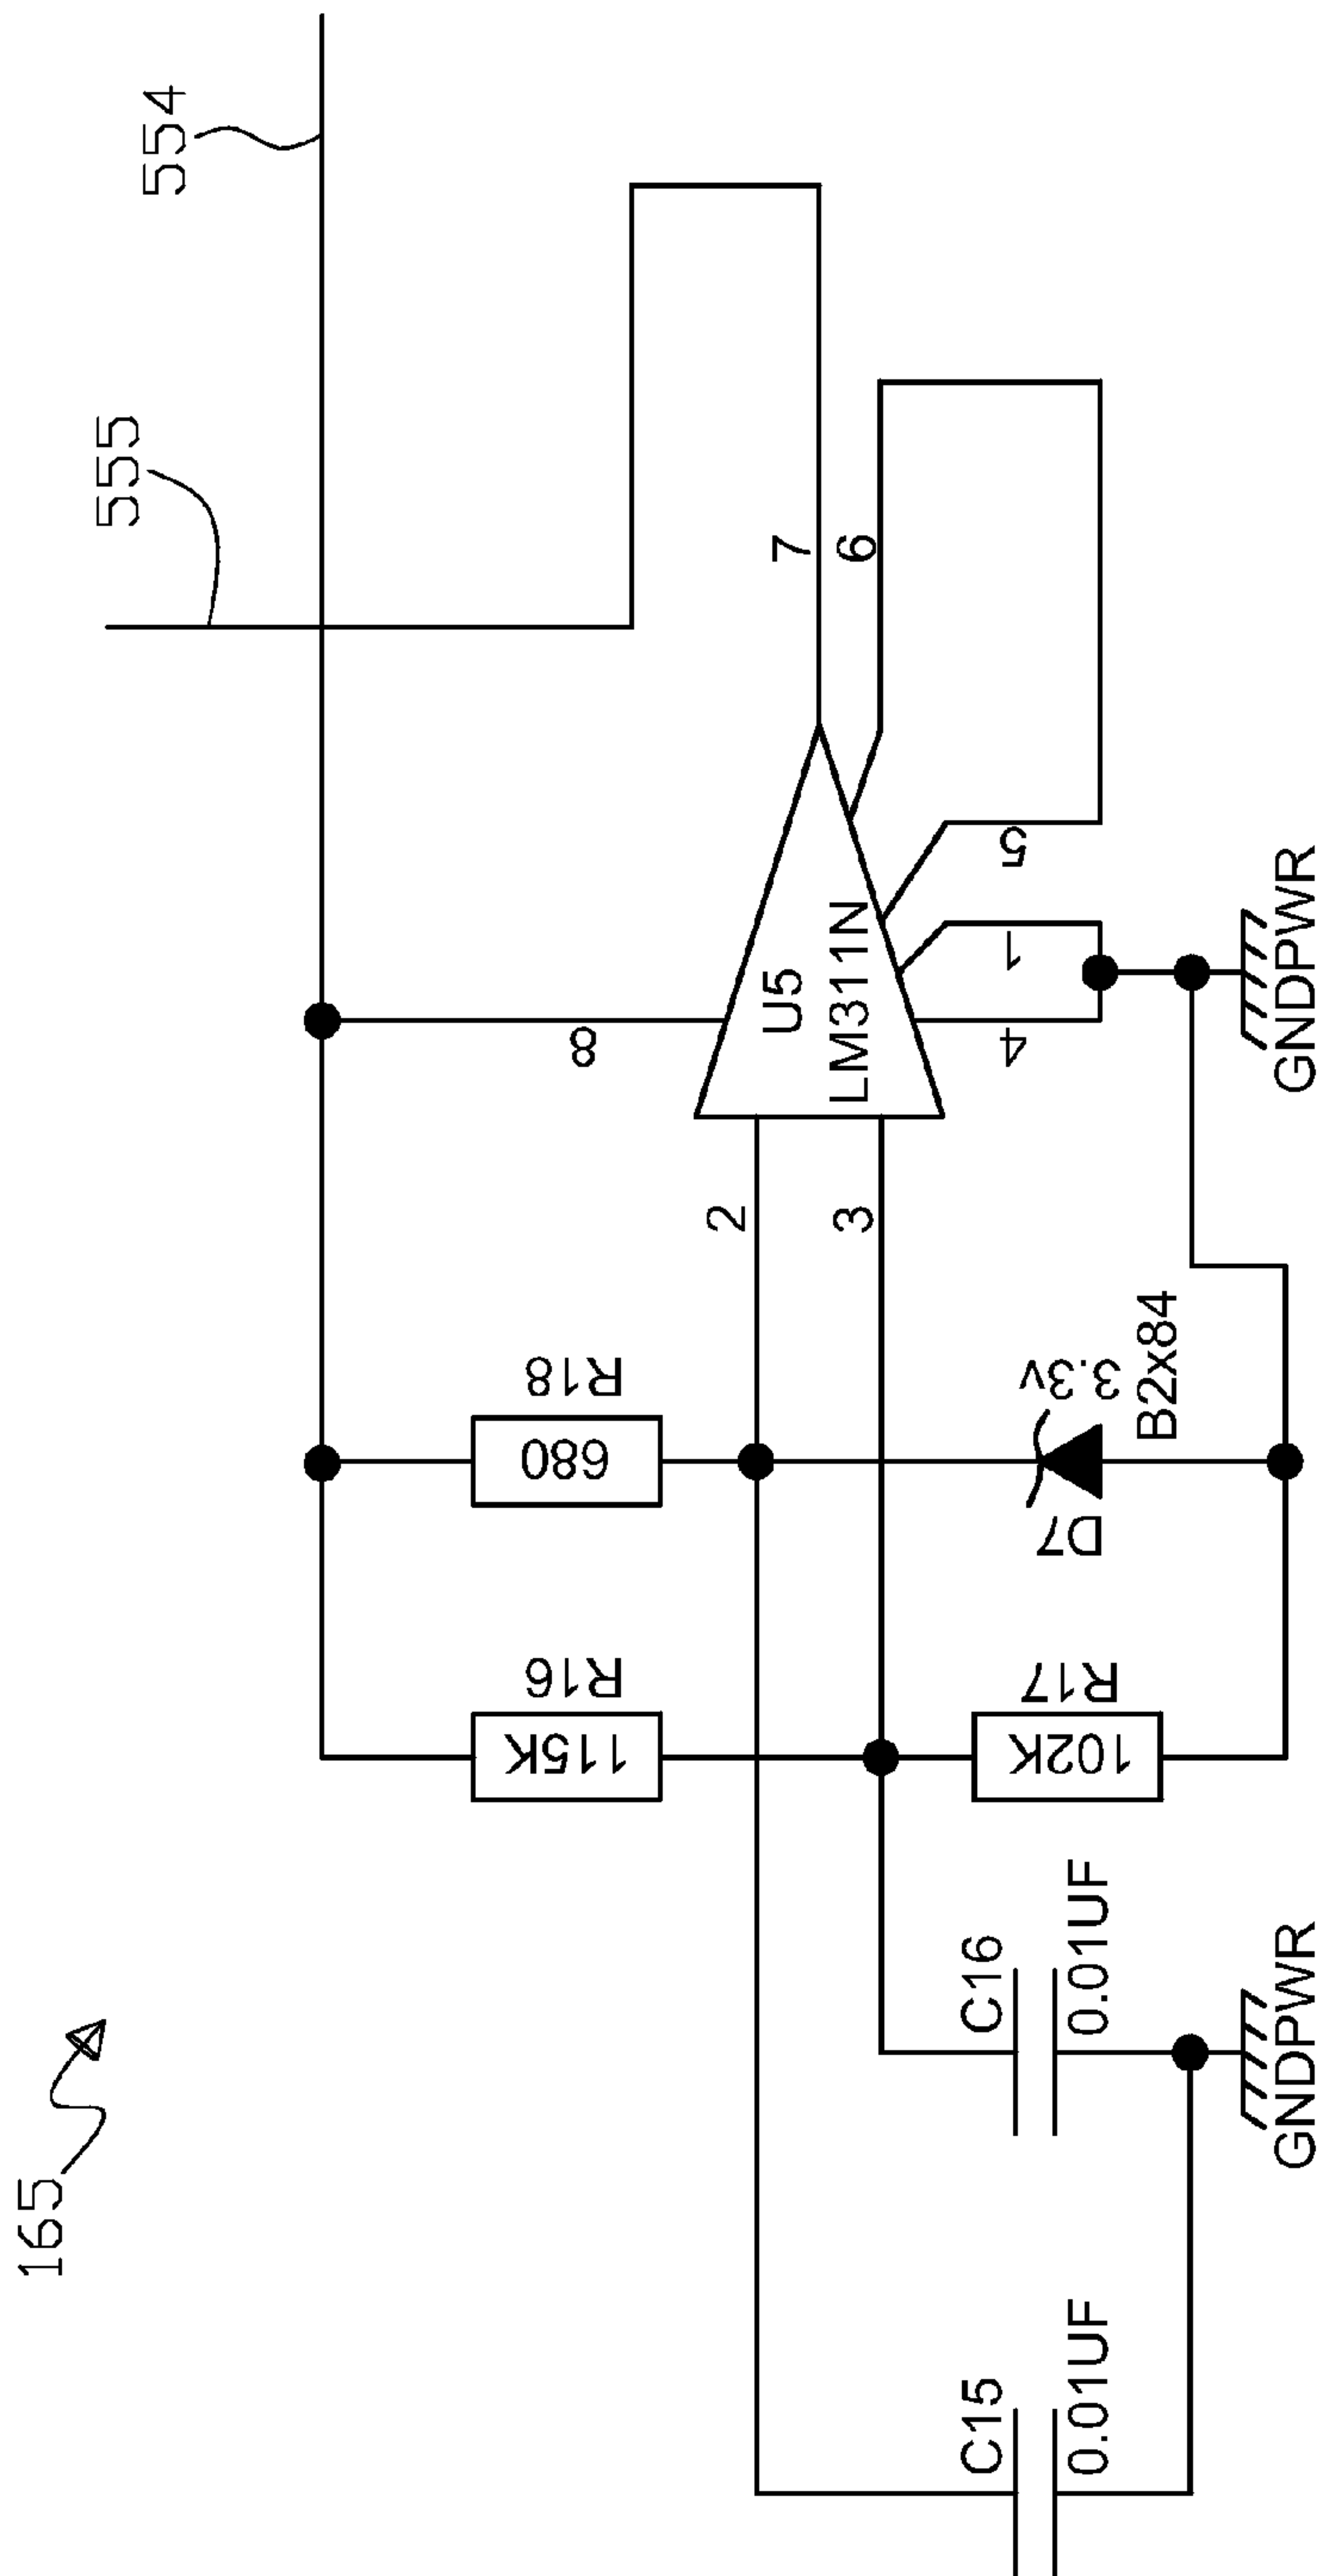 554
555
7
6
5
1
4
8
U5
LM311N
GNDPWR
2
3
R18
680
3.3v
B2x84
D7
R16
115K
R17
102K
C16
0.01UF
GNDPWR
165
C15
0.01UF